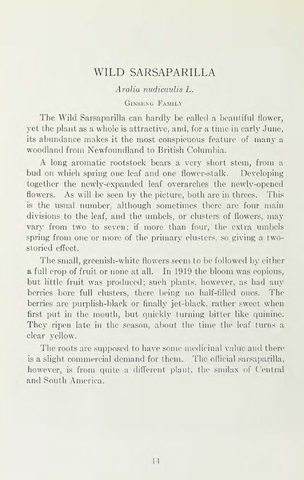 WILD SARSAPARILLA
Aralia nudicaulis L.
Ginseng Family
The Wild Sarsaparilla can hardly be called a beautiful flower,
yet the plant as a whole is attractive, and, for a time in early June,
its abundance makes it the most conspicuous feature of many a
woodland from Newfoundland to British Columbia.
A long aromatic rootstock bears a very short stem, from a
bud on which spring one leaf and one flower-stalk. Developing
together the newly-expanded leaf overarches the newly-opened
flowers. As will be seen by the picture, both are in threes. This
is the usual number, although sometimes there are four main
divisions to the leaf, and the umbels, or clusters of flowers, may
vary from two to seven; if more than four, the extra umbels
spring from one or more of the primary clusters, so giving a two-
storied effect.
The small, greenish-white flowers seem to be followed by either
a full crop of fruit or none at all. In 1919 the bloom was copious,
but little fruit was produced; such plants, however, as had any
berries bore full clusters, there being no half-filled ones. The
berries are purplish-black or finally jet-black, rather sweet when
first put in the mouth, but quickly turning bitter like quinine.
They ripen late in the season, about the time the leaf turns a
clear yellow.
The roots are supposed to have some medicinal value and there
is a slight commercial demand for them. The official sarsaparilla,
however, is from quite a different plant, the smilax of Central
and South America.
14